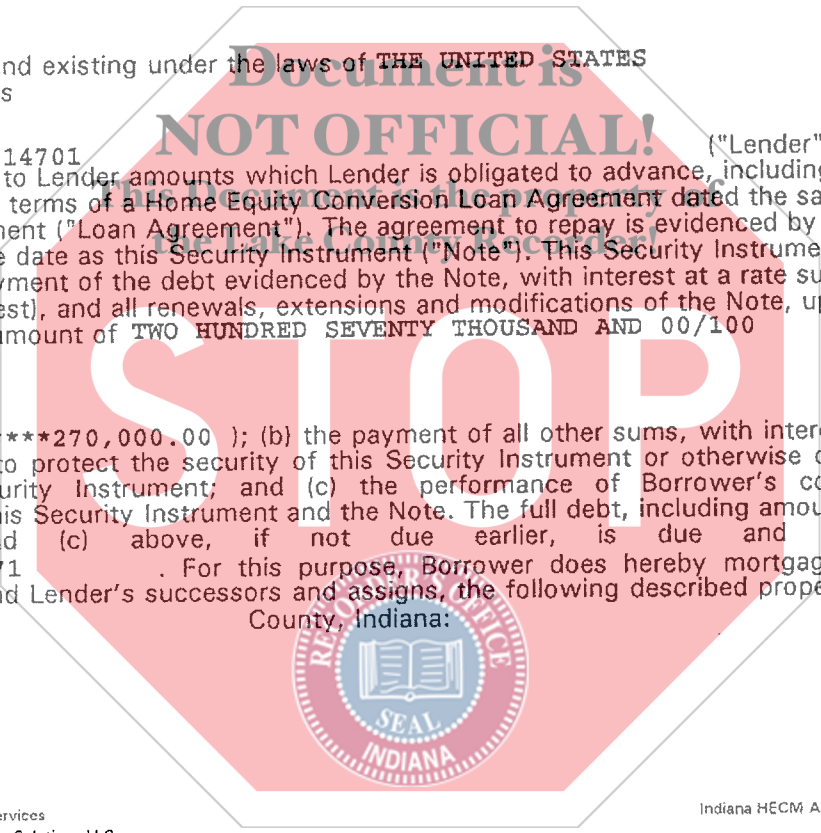 nd existing under the laws of THE UNITED STATES
s
Document is
NOT OFFICIAL!
14701 ("Lender"
to Lender amounts which Lender is obligated to advance, including
This Document is the property of
terms of a Home Equity Conversion Loan Agreement dated the sa
ent ("Loan Agreement"). The agreement to repay is evidenced by
the Lake County Recorder!
e date as this Security Instrument ("Note"). This Security Instrume
yment of the debt evidenced by the Note, with interest at a rate su
est), and all renewals, extensions and modifications of the Note, u
amount of TWO HUNDRED SEVENTY THOUSAND AND 00/100
STOP
***270,000.00 ); (b) the payment of all other sums, with inter
to protect the security of this Security Instrument or otherwise
urity Instrument; and (c) the performance of Borrower's co
is Security Instrument and the Note. The full debt, including amou
d (c) above, if not due earlier, is due and
71 . For this purpose, Borrower does hereby mortgag
nd Lender's successors and assigns, the following described prope
County, Indiana:
RECORDER'S OFFICE
SEAL
INDIANA
ervices
Indiana HECM A